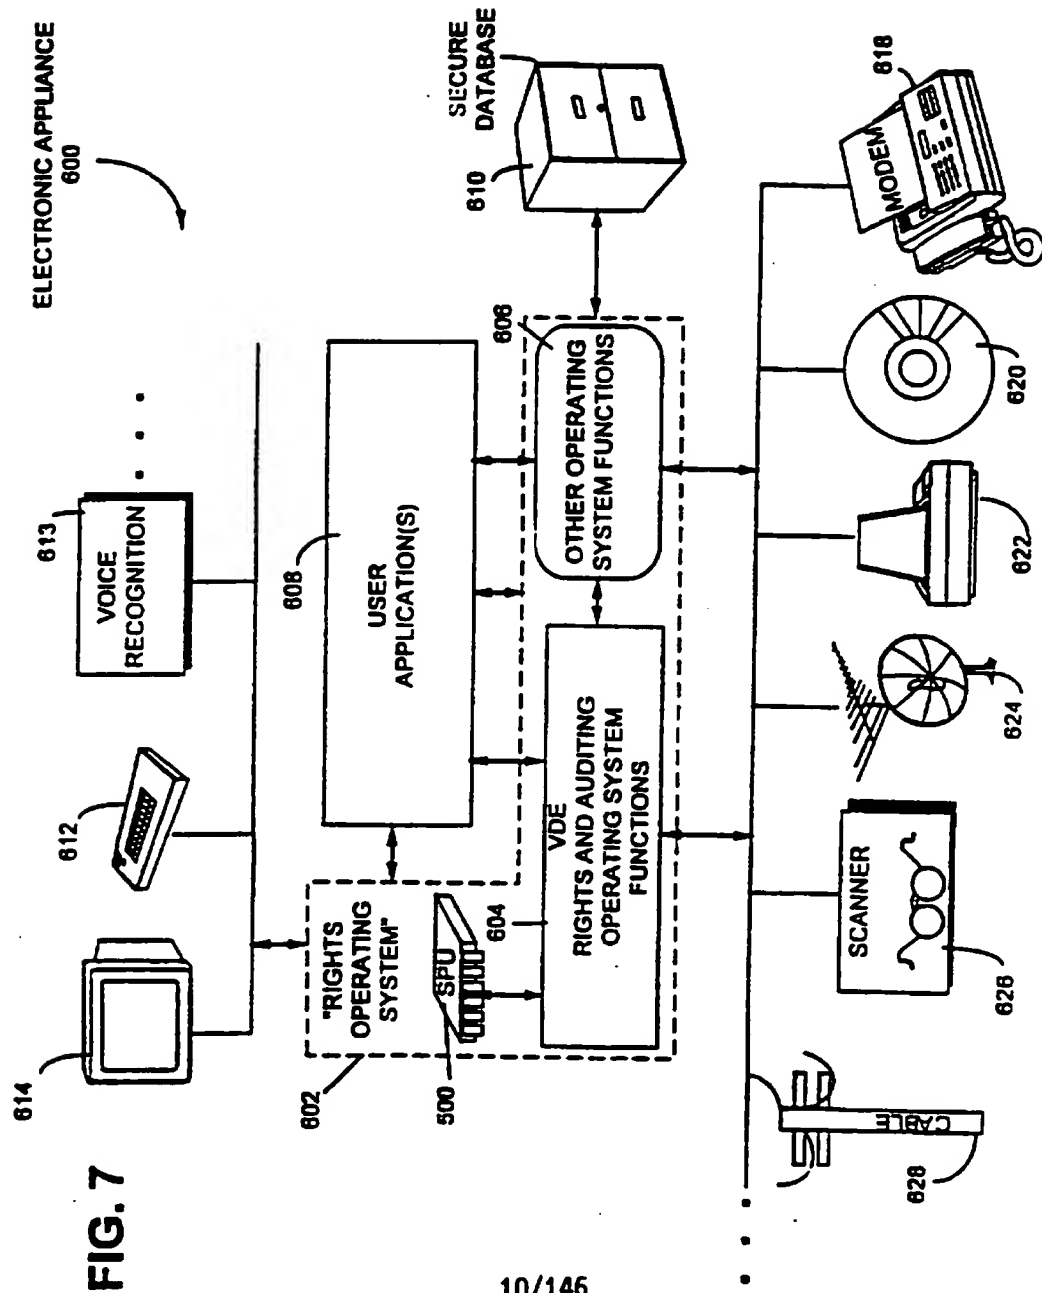 FIG. 7
ELECTRONIC APPLIANCE
600
614
612
613
VOICE
RECOGNITION
602
"RIGHTS
OPERATING
SYSTEM"
608
USER
APPLICATION(S)
500
SPU
604
VDE
RIGHTS AND AUDITING
OPERATING SYSTEM
FUNCTIONS
606
OTHER OPERATING
SYSTEM FUNCTIONS
610
SECURE
DATABASE
628
CABLE
626
SCANNER
624
622
620
618
MODEM
10/146